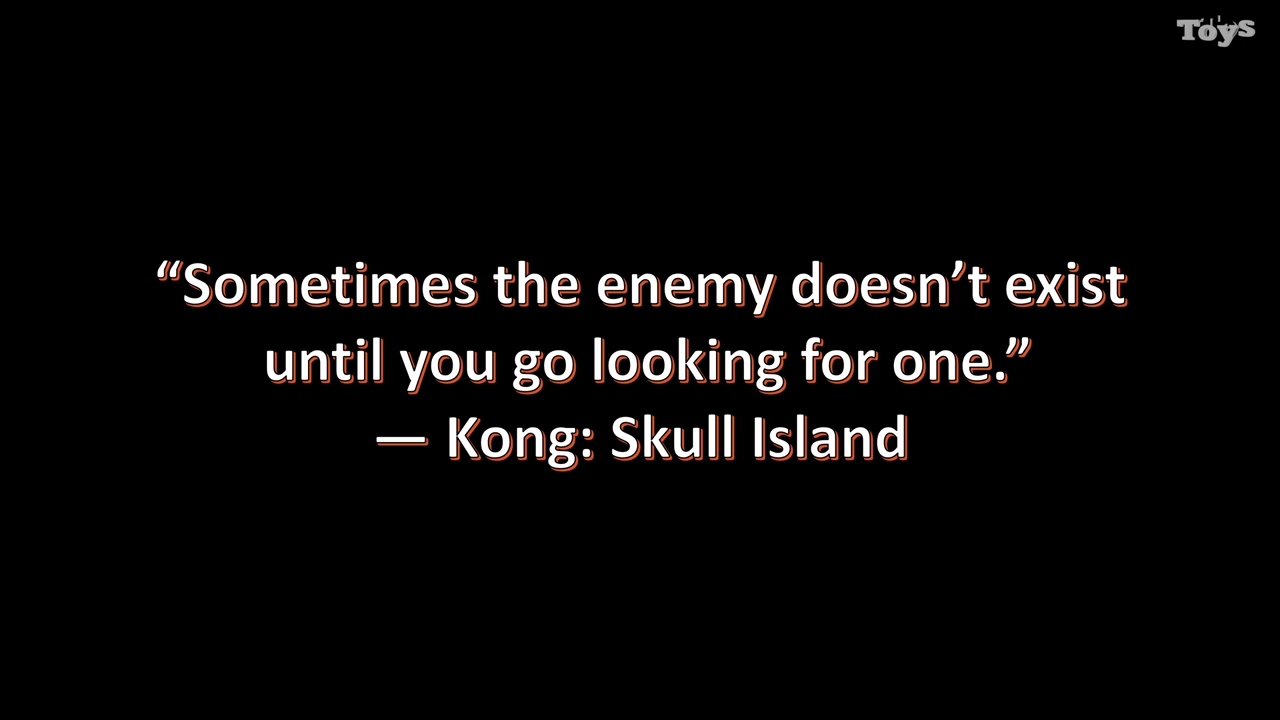 Toys
“Sometimes the enemy doesn’t exist
until you go looking for one.”
— Kong: Skull Island